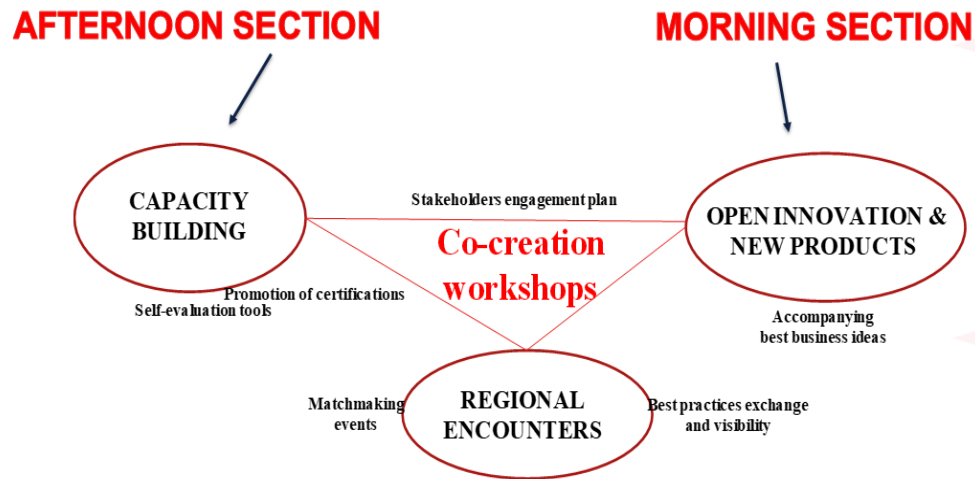 AFTERNOON SECTION
MORNING SECTION
CAPACITY
BUILDING
Stakeholders engagement plan
OPEN INNOVATION &
NEW PRODUCTS
Co-creation
workshops
Promotion of certifications
Self-evaluation tools
Accompanying
best business ideas
Matchmaking
events
REGIONAL
ENCOUNTERS
Best practices exchange
and visibility